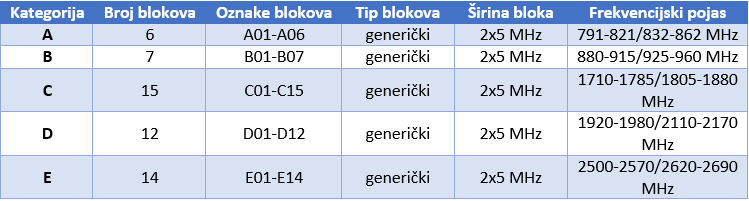 Kategorija Broj blokova Oznake blokova Tip blokova Širina bloka Frekvencijski pojas
A 6 A01-A06 generički 2x5 MHz 791-821/832-862 MHz
B 7 B01-B07 generički 2x5 MHz 880-915/925-960 MHz
C 15 C01-C15 generički 2x5 MHz 1710-1785/1805-1880
MHz
D 12 D01-D12 generički 2x5 MHz 1920-1980/2110-2170
MHz
E 14 E01-E14 generički 2x5 MHz 2500-2570/2620-2690
MHz